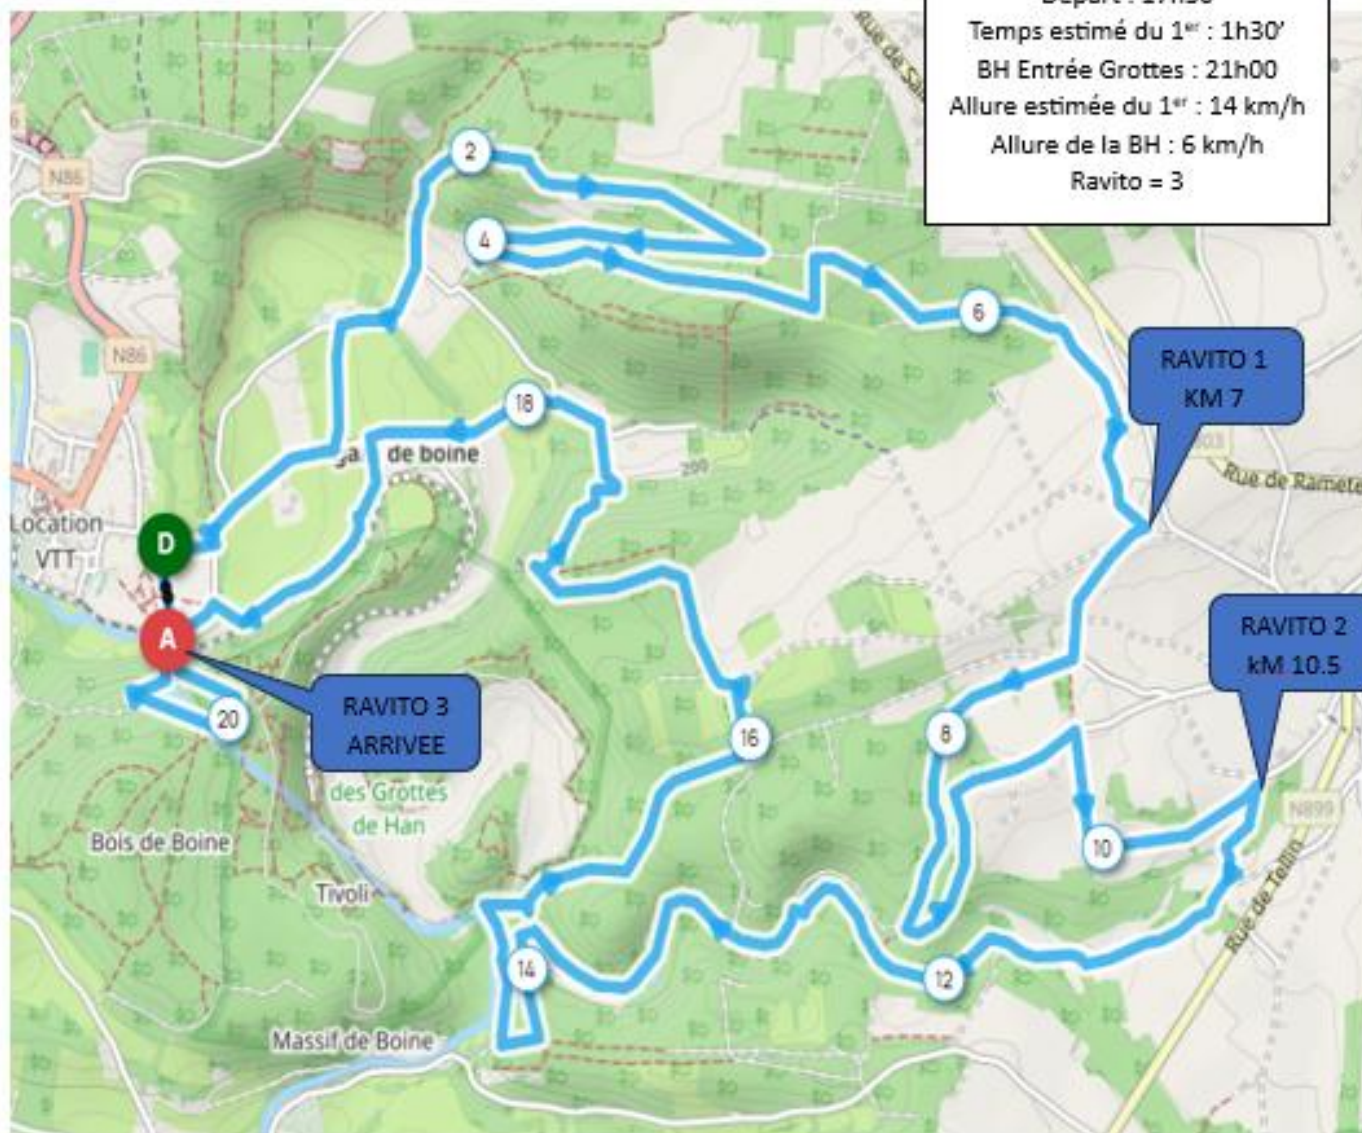 Temps estimé du 1er : 1h30'
BH Entrée Grottes : 21h00
Allure estimée du 1er : 14 km/h
Allure de la BH : 6 km/h
Ravito = 3
2
N86
4
6
N86
RAVITO 1
KM 7
18
de boine
200
Rue de
Location
VTT
D
A
RAVITO 2
kM 10.5
RAVITO 3
ARRIVEE
20
16
8
des Grottes
de Han
N899
10
Bois de Boine
Tivoli
Rue de Tellin
14
12
Massif de Boine